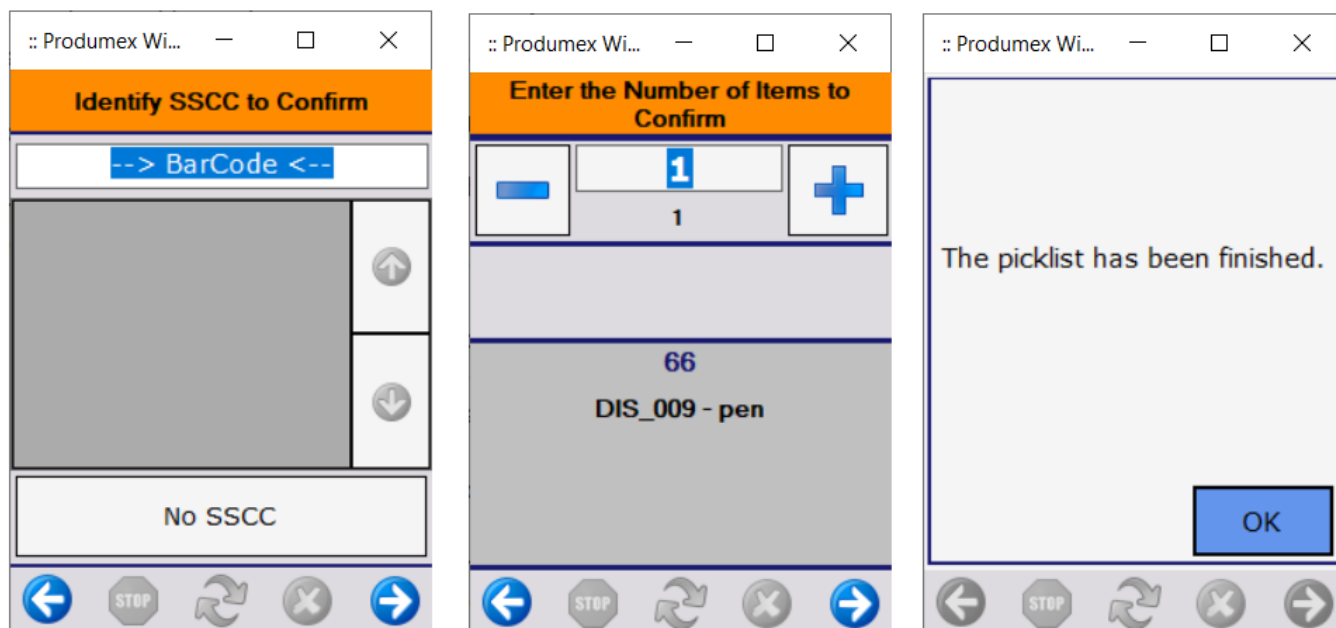 :: Produmex Wi...
Identify SSCC to Confirm
--> BarCode <--
No SSCC
STOP
:: Produmex Wi...
Enter the Number of Items to
Confirm
1
1
66
DIS_009 - pen
STOP
:: Produmex Wi...
The picklist has been finished.
OK
STOP